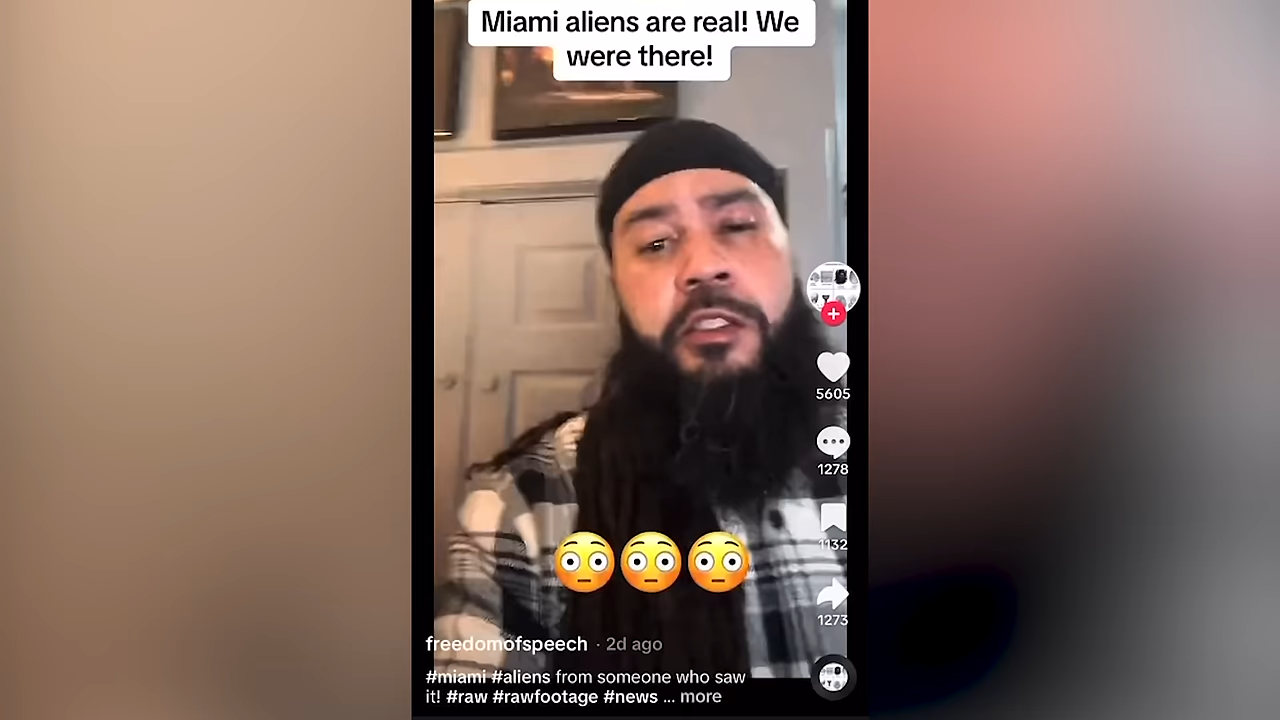 Miami aliens are real! We
were there!
5605
1278
1132
1273
freedomofspeech · 2d ago
#miami #aliens from someone who saw
it! #raw #rawfootage #news ... more